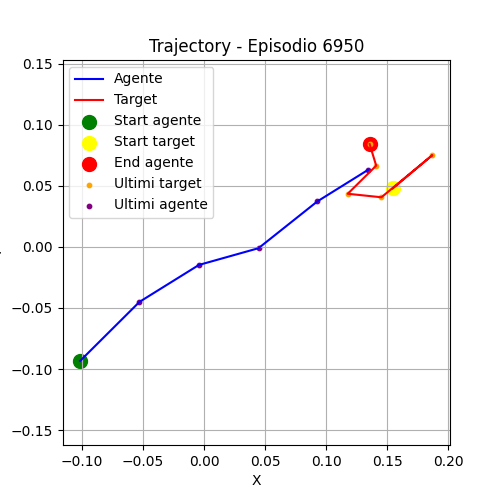 Trajectory - Episodio 6950
Agente
Target
Start agente
Start target
End agente
Ultimi target
Ultimi agente
0.15
0.10
0.05
0.00
−0.05
−0.10
−0.15
−0.10 −0.05 0.00 0.05 0.10 0.15 0.20
X